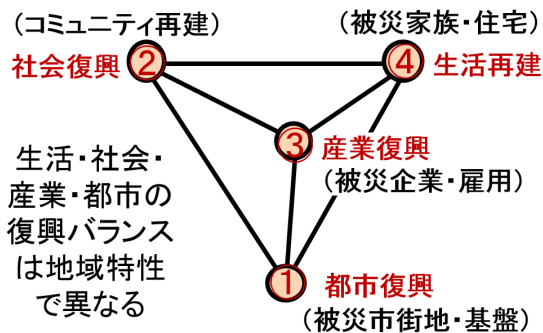 (コミュニティ再建)
② 社会復興
(被災家族・住宅)
④ 生活再建
③ 産業復興
(被災企業・雇用)
生活・社会・
産業・都市の
復興バランス
は地域特性
で異なる
① 都市復興
(被災市街地・基盤)